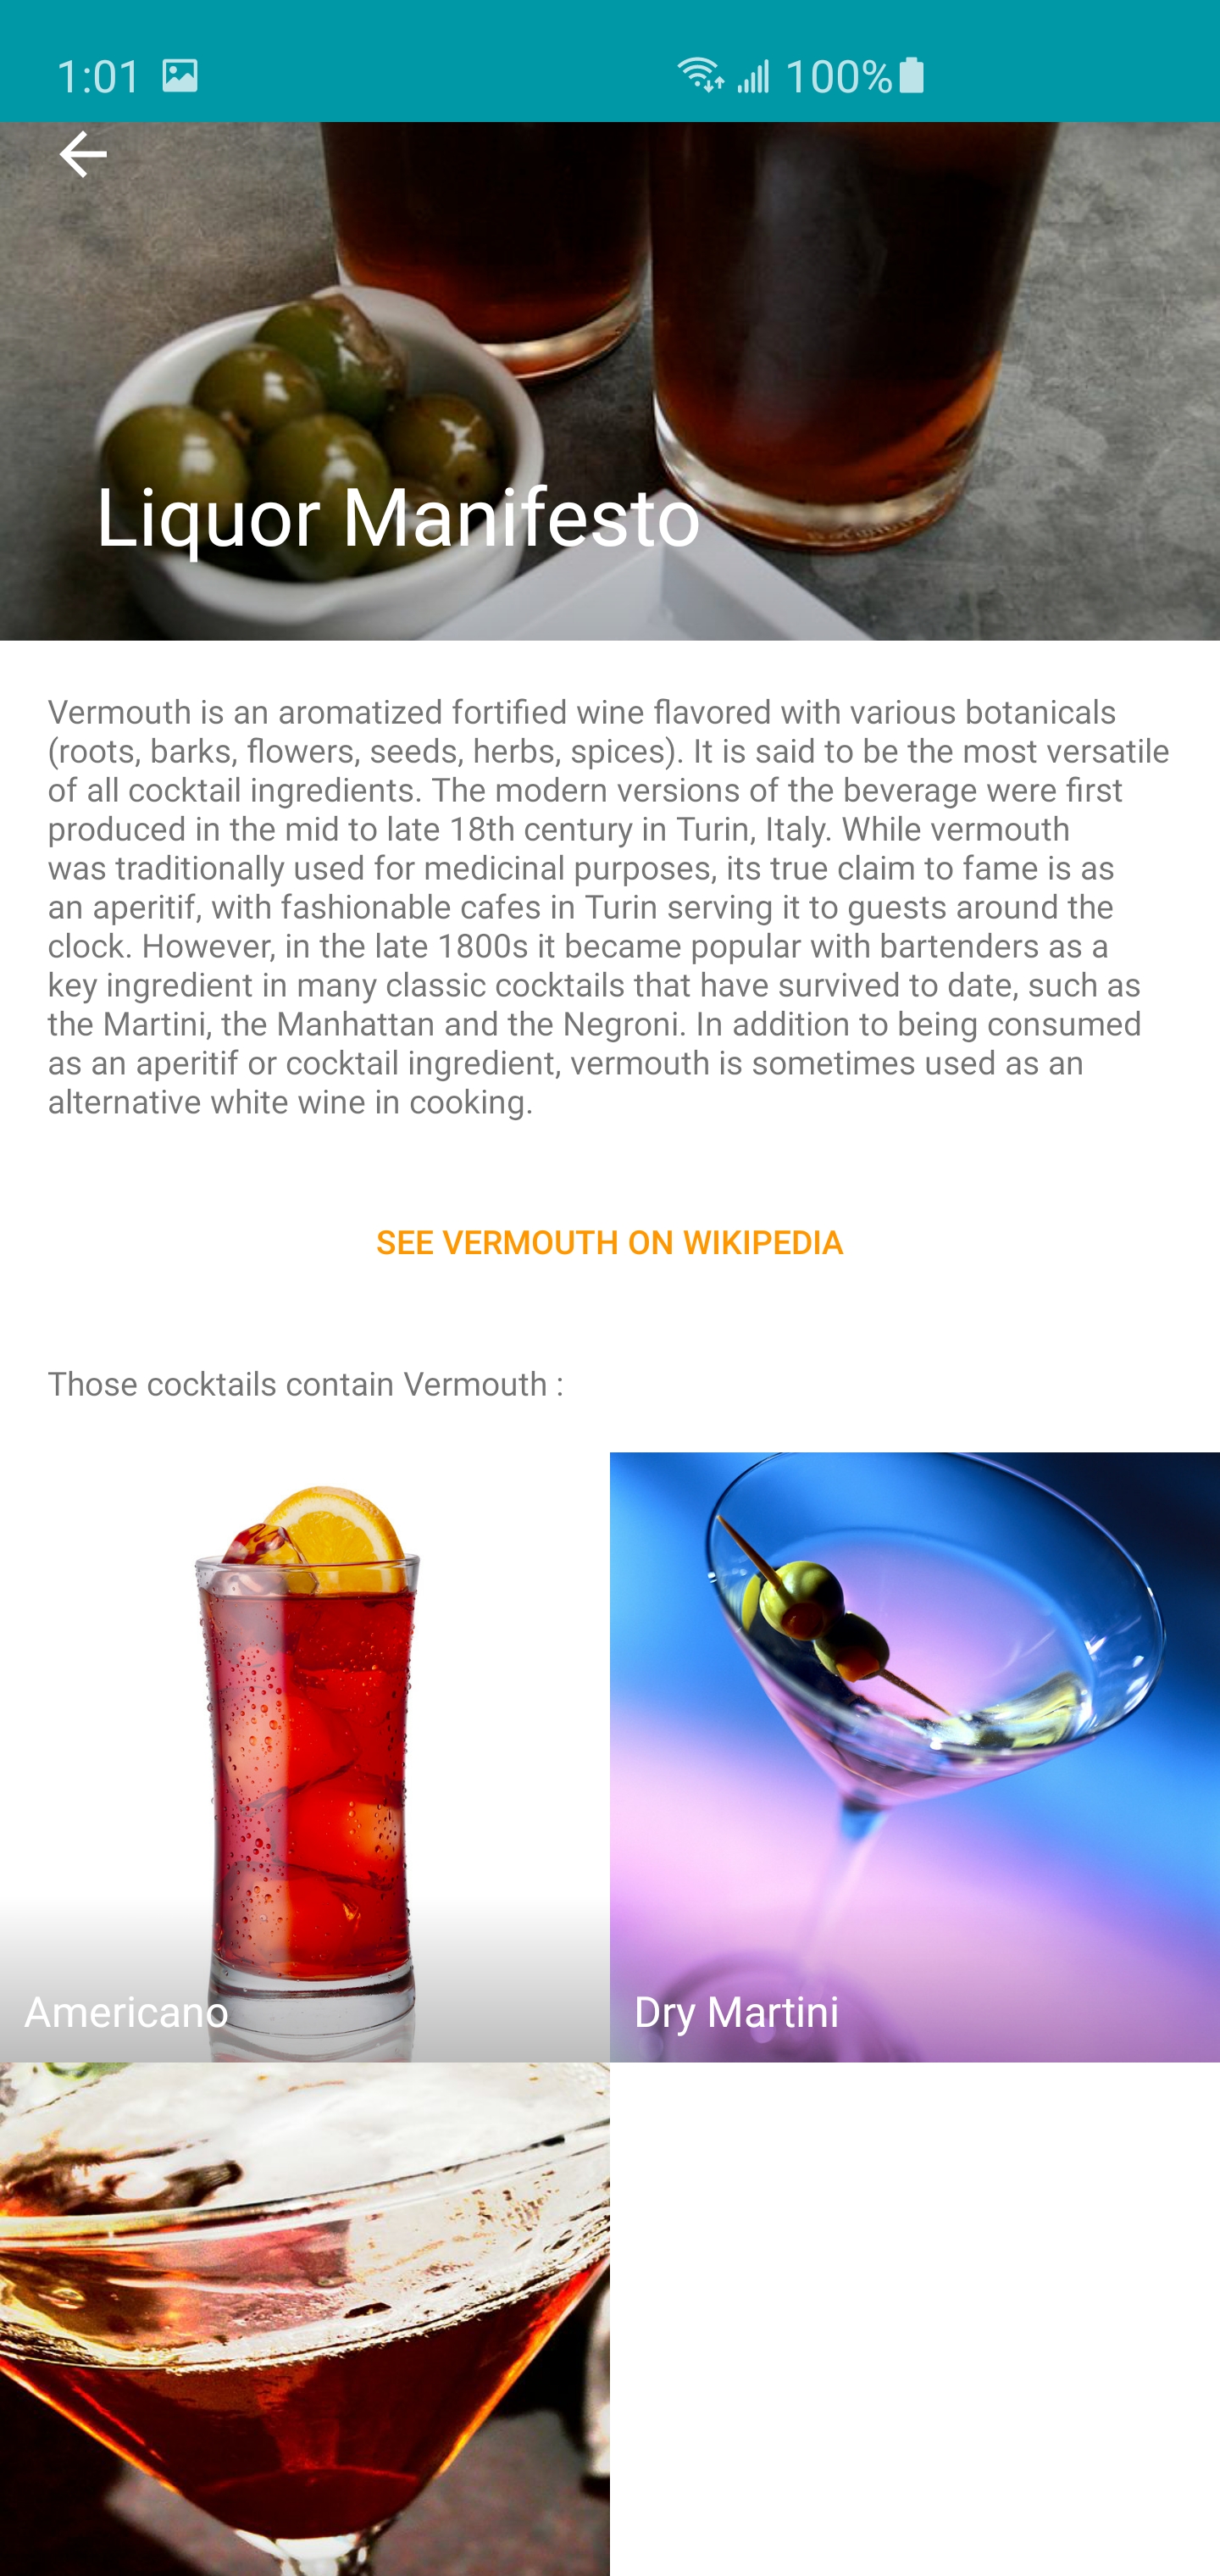 1:01 100%
Liquor Manifesto
Vermouth is an aromatized fortified wine flavored with various botanicals
(roots, barks, flowers, seeds, herbs, spices). It is said to be the most versatile
of all cocktail ingredients. The modern versions of the beverage were first
produced in the mid to late 18th century in Turin, Italy. While vermouth
was traditionally used for medicinal purposes, its true claim to fame is as
an aperitif, with fashionable cafes in Turin serving it to guests around the
clock. However, in the late 1800s it became popular with bartenders as a
key ingredient in many classic cocktails that have survived to date, such as
the Martini, the Manhattan and the Negroni. In addition to being consumed
as an aperitif or cocktail ingredient, vermouth is sometimes used as an
alternative white wine in cooking.
SEE VERMOUTH ON WIKIPEDIA
Those cocktails contain Vermouth :
Americano
Dry Martini